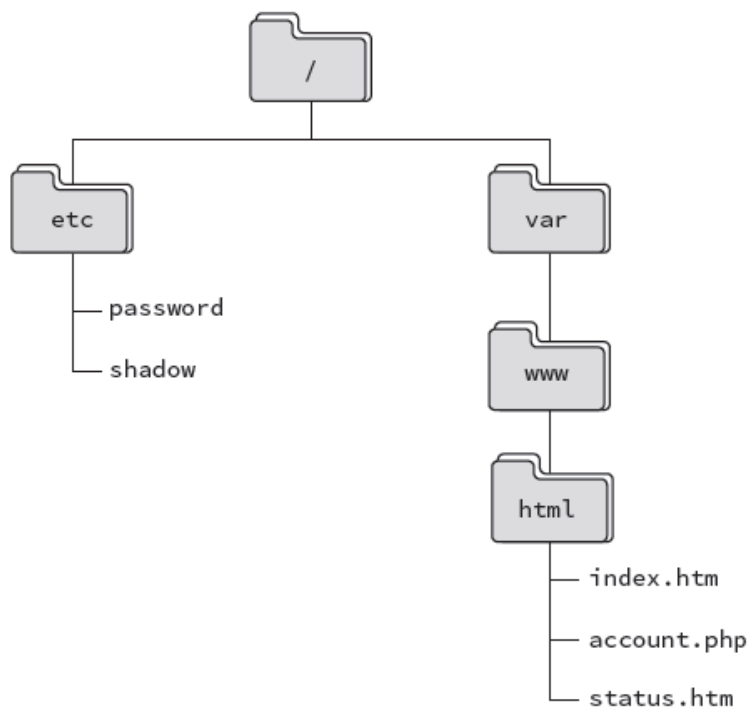 /
etc
var
password
shadow
www
html
index.htm
account.php
status.htm